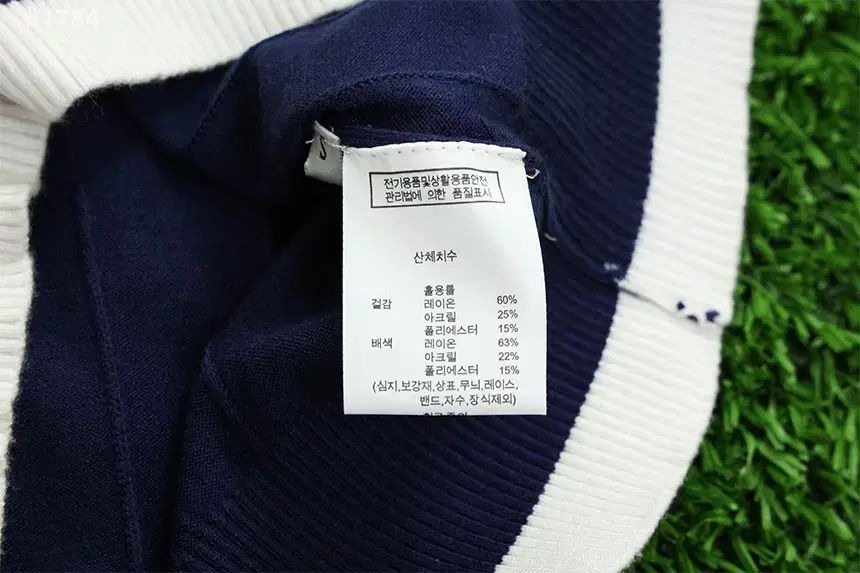 1784
S
전기용품및상활용품안전
관리법에 의한 품질표시
산체치수
흘용률
겉감 레이온 60%
아크릴 25%
폴리에스터 15%
배색 레이온 63%
아크릴 22%
폴리에스터 15%
(심지,보강재,상표,무늬,레이스,
밴드,자수,장식제외)